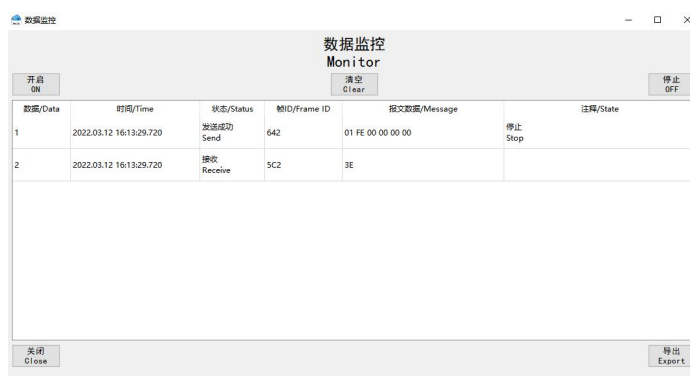 数据监控
数据监控
Monitor
开启
ON
清空
Clear
停止
OFF
数据/Data 时间/Time 状态/Status 帧ID/Frame ID 报文数据/Message 注释/State
1 2022.03.12 16:13:29.720 发送成功 Send 642 01 FE 00 00 00 00 停止 Stop
2 2022.03.12 16:13:29.720 接收 Receive 5C2 3E
关闭
Close
导出
Export